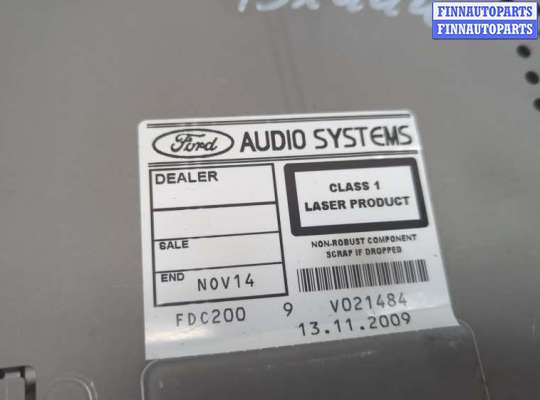 FINNAUTOPARTS
FINNAUTOPARTS
Ford AUDIO SYSTEMS
DEALER
SALE
END NOV14
CLASS 1
LASER PRODUCT
NON-ROBUST COMPONENT
SCRAP IF DROPPED
FDC200 9 V021484
13.11.2009